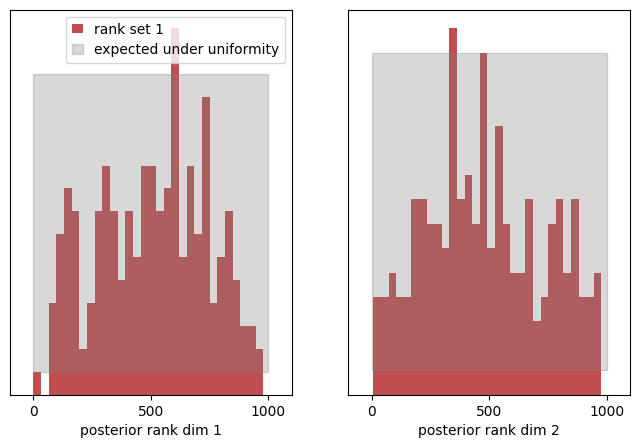 rank set 1
expected under uniformity
0 500 1000
posterior rank dim 1
0 500 1000
posterior rank dim 2